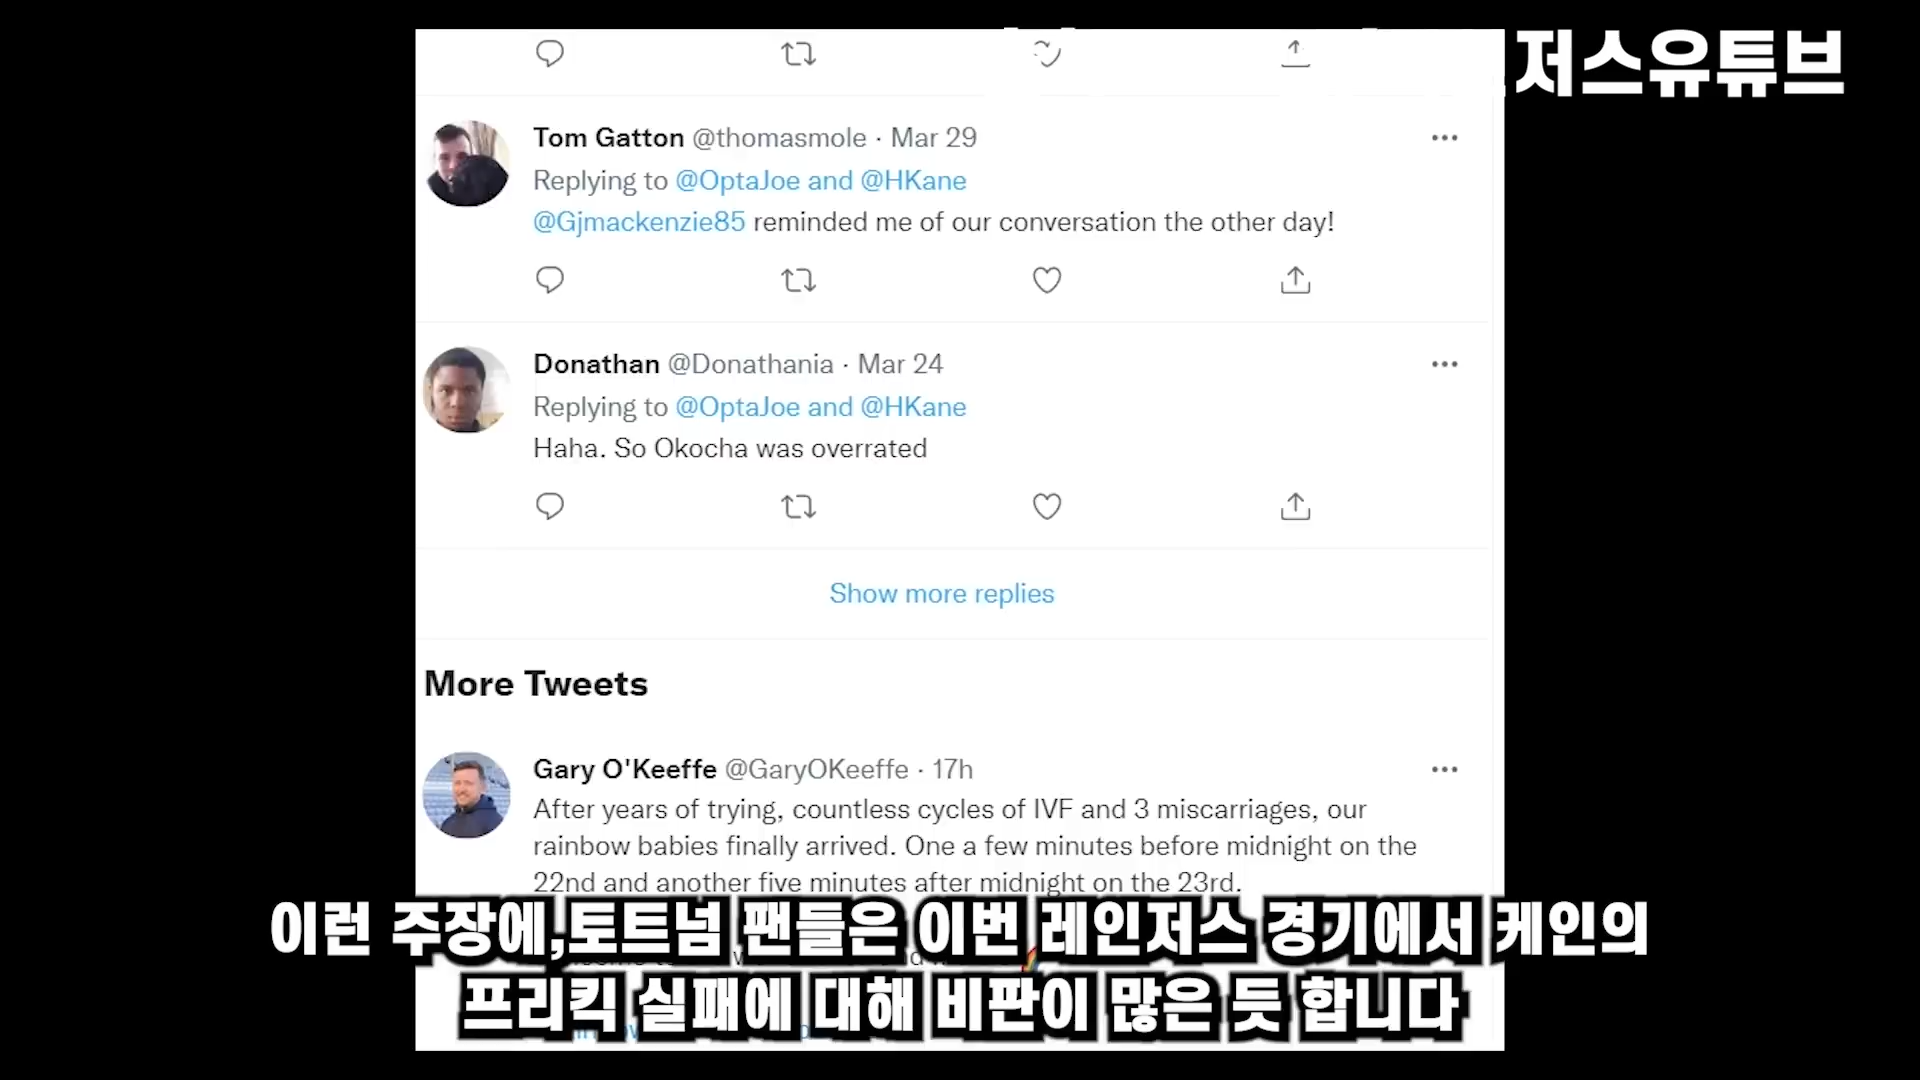 저스유튜브
Tom Gatton @thomasmole · Mar 29
Replying to @OptaJoe and @HKane
@Gjmackenzie85 reminded me of our conversation the other day!
Donathan @Donathania · Mar 24
Replying to @OptaJoe and @HKane
Haha. So Okocha was overrated
Show more replies
More Tweets
Gary O'Keeffe @GaryOKeeffe · 17h
After years of trying, countless cycles of IVF and 3 miscarriages, our
rainbow babies finally arrived. One a few minutes before midnight on the
22nd and another five minutes after midnight on the 23rd.
이런 주장에,토트넘 팬들은 이번 레인저스 경기에서 케인의
프리킥 실패에 대해 비판이 많은 듯 합니다